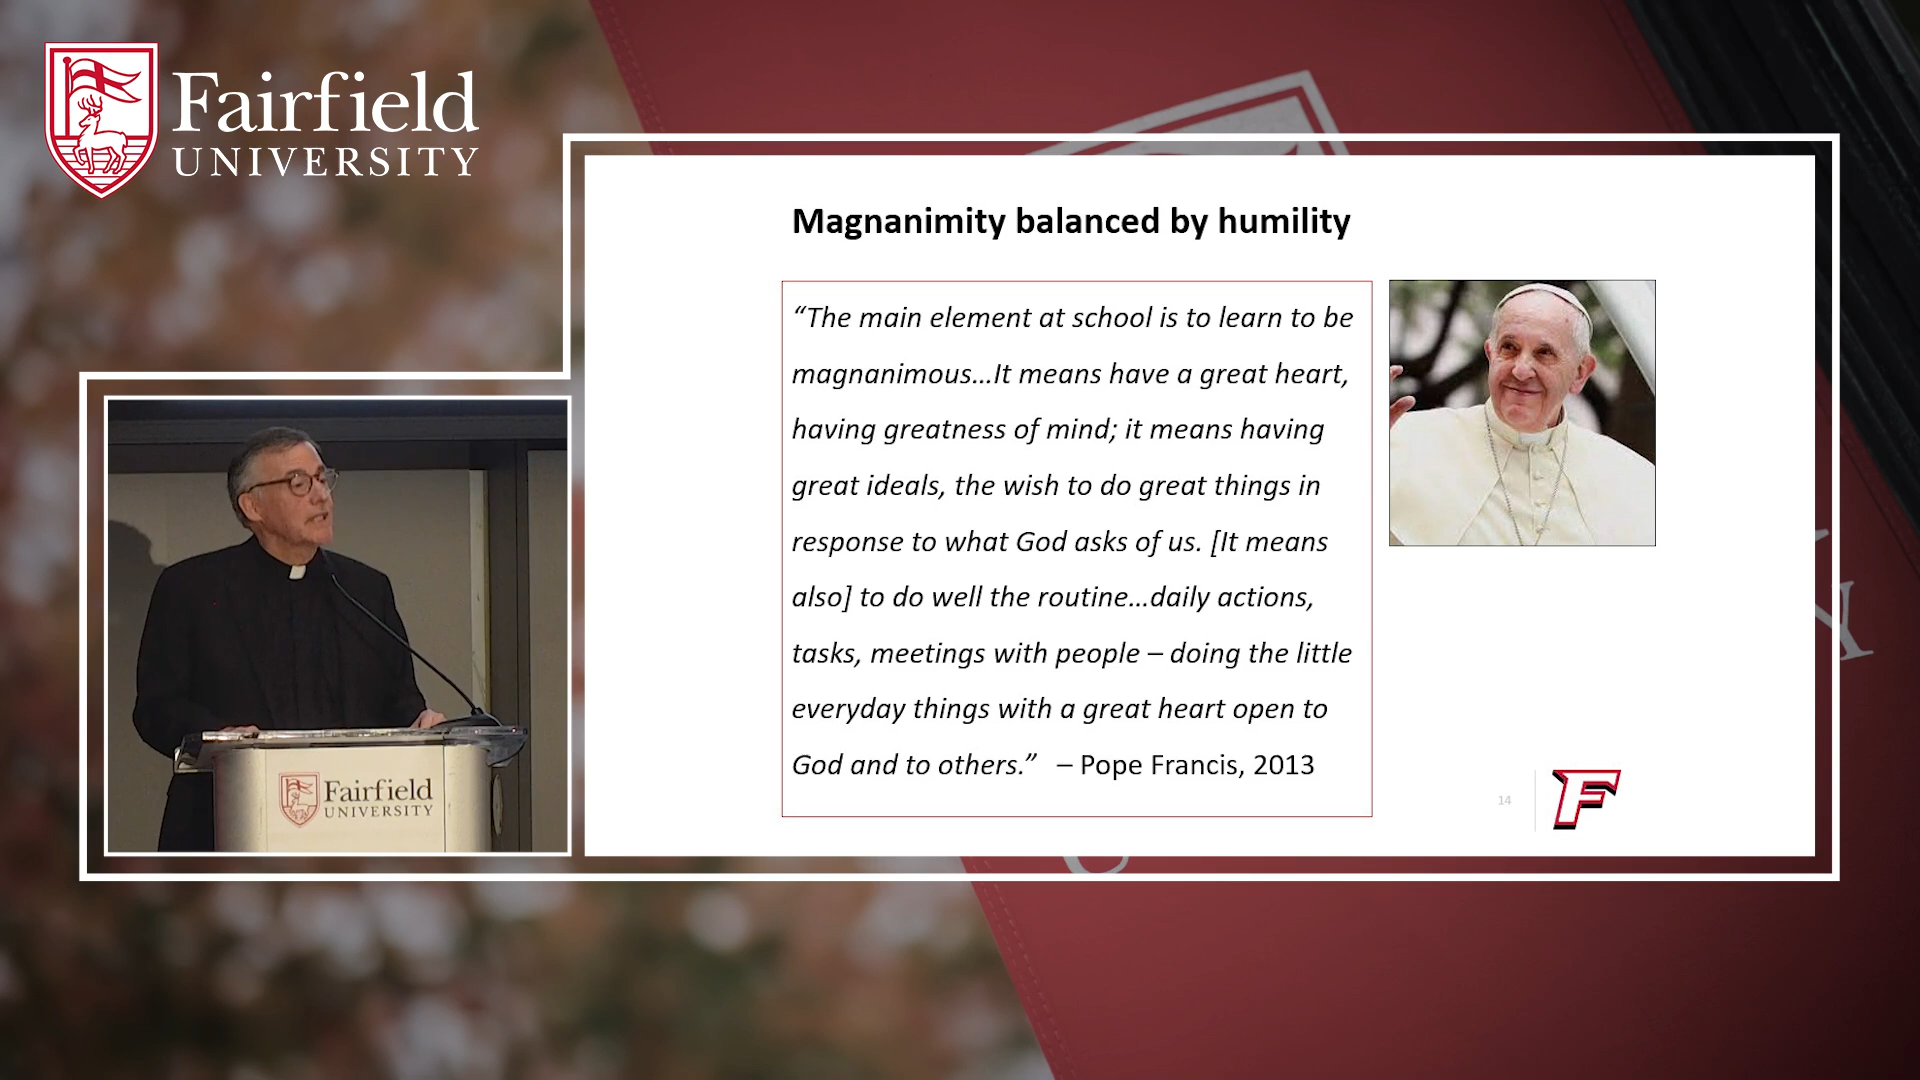 Fairfield
UNIVERSITY
Magnanimity balanced by humility
“The main element at school is to learn to be
magnanimous...It means have a great heart,
having greatness of mind; it means having
great ideals, the wish to do great things in
response to what God asks of us. [It means
also] to do well the routine...daily actions,
tasks, meetings with people – doing the little
everyday things with a great heart open to
God and to others.” – Pope Francis, 2013
14
F
Fairfield
UNIVERSITY